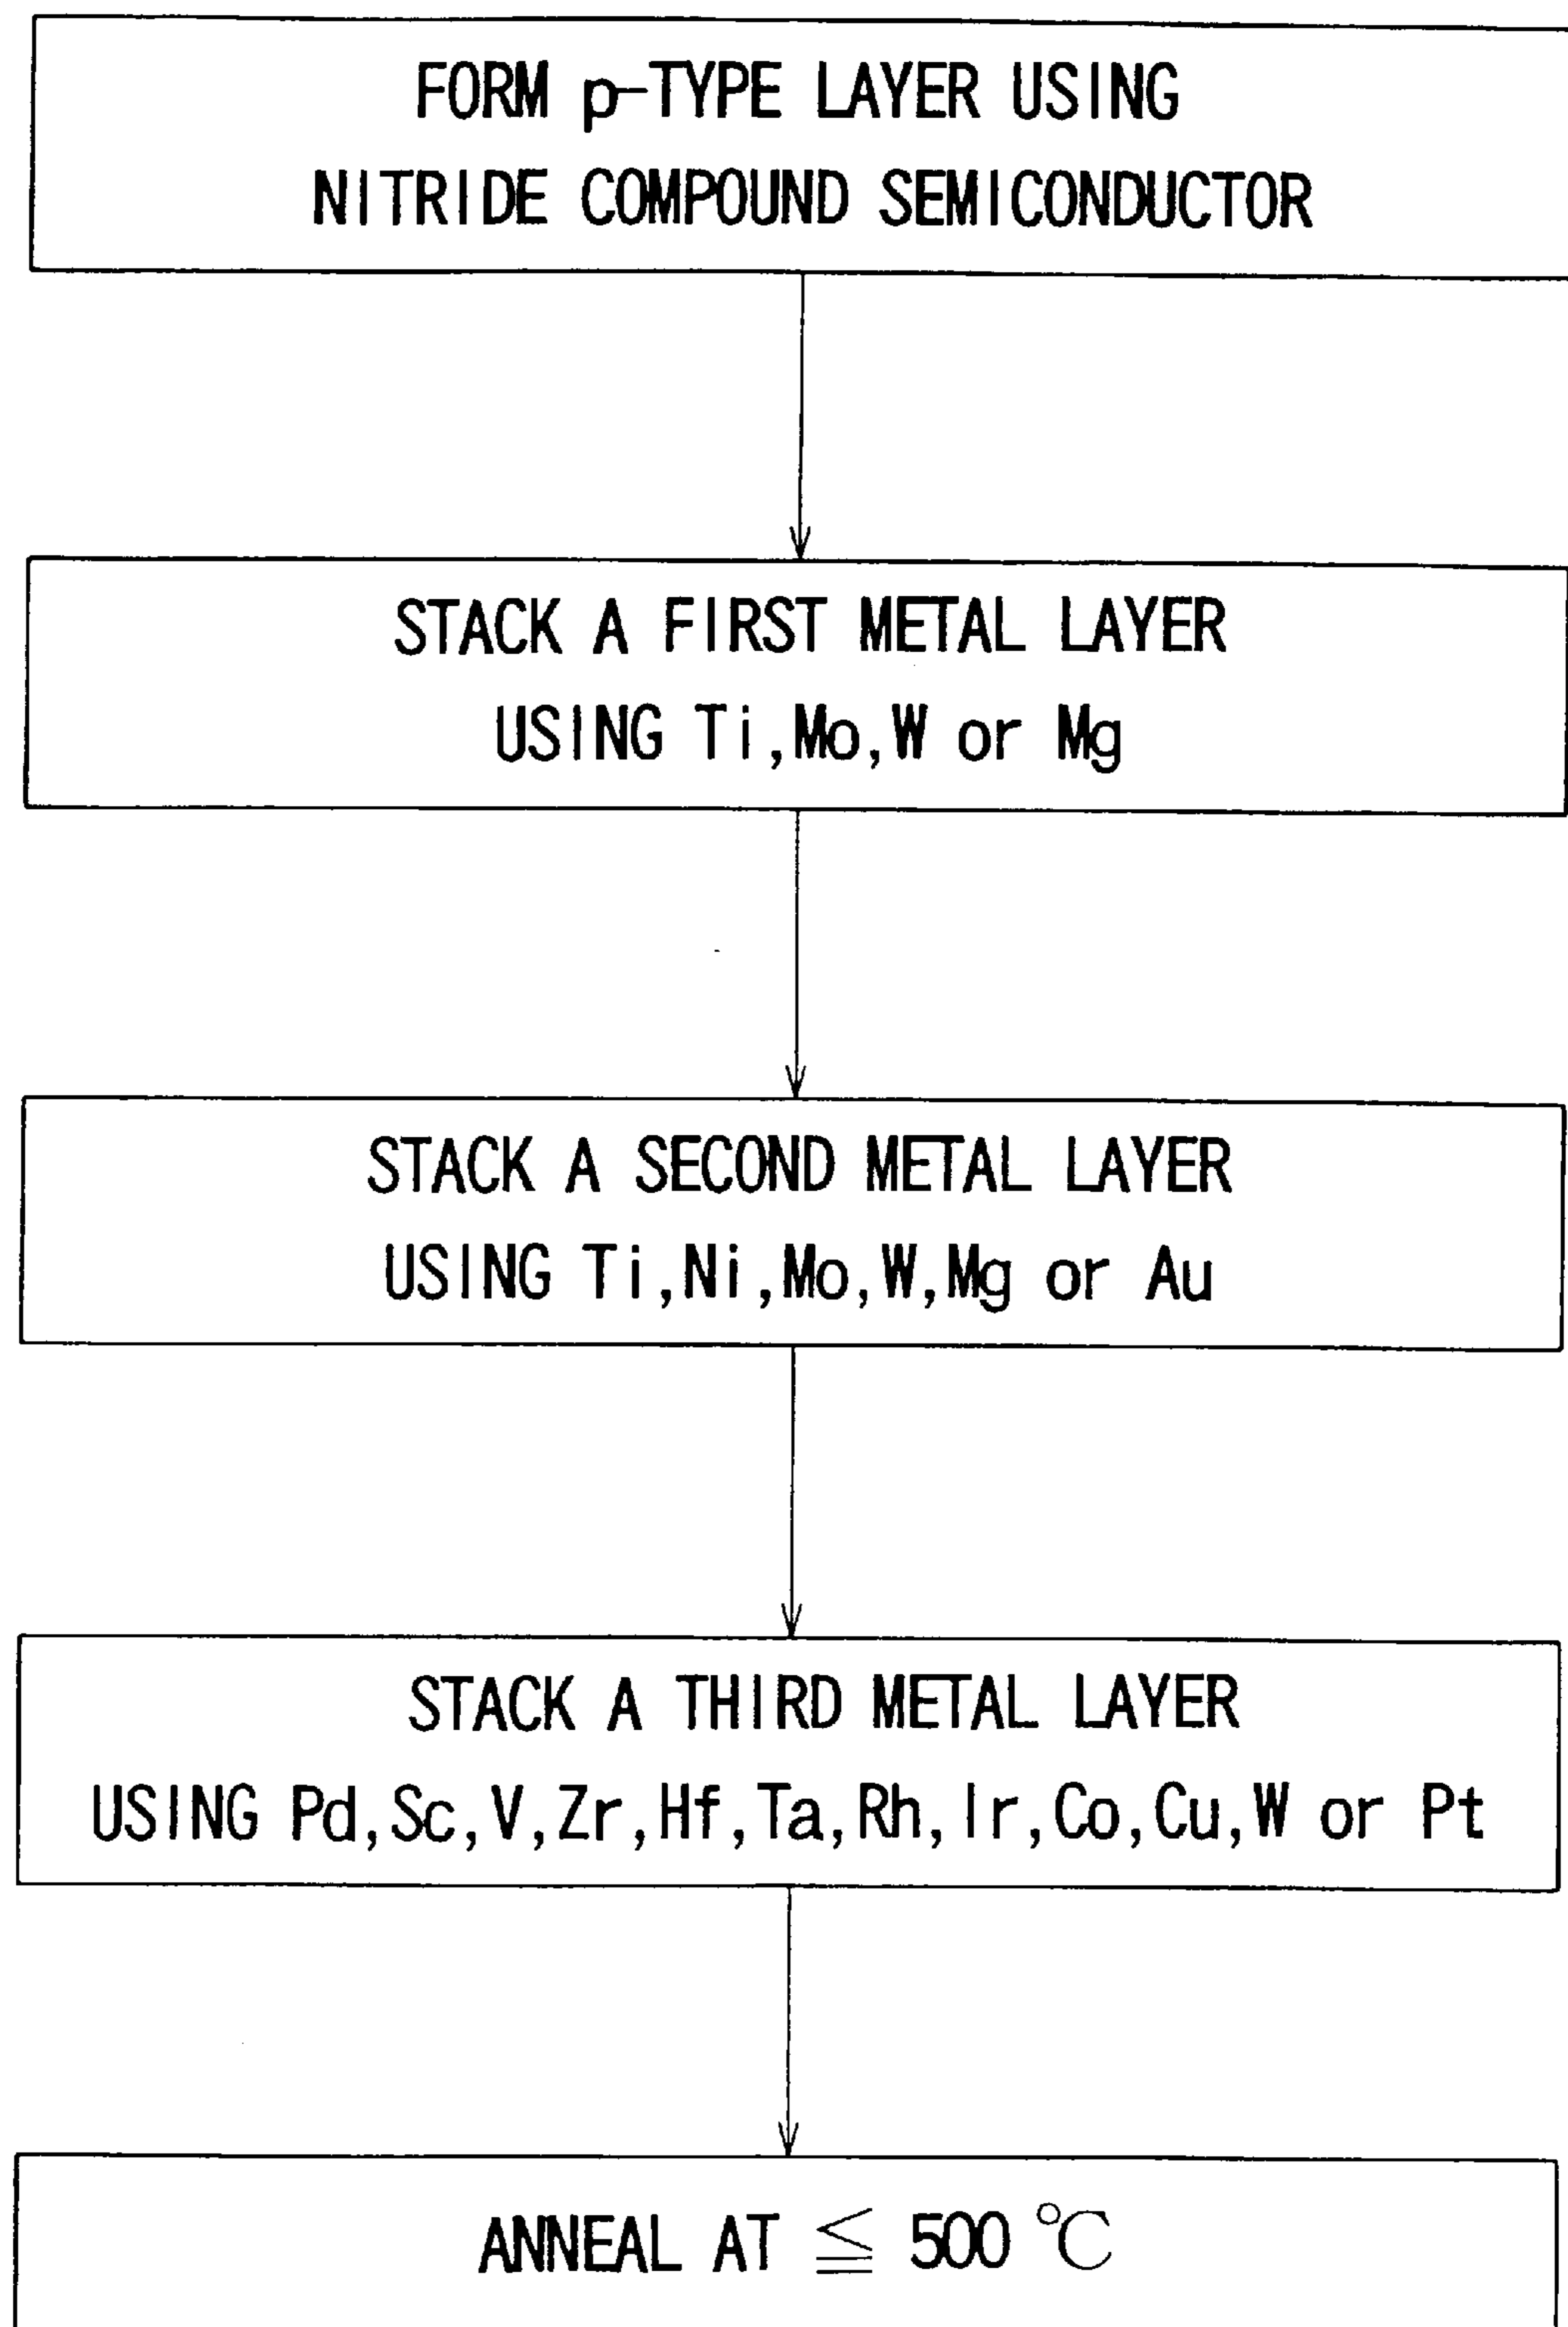 FORM p-TYPE LAYER USING
NITRIDE COMPOUND SEMICONDUCTOR
STACK A FIRST METAL LAYER
USING Ti,Mo,W or Mg
STACK A SECOND METAL LAYER
USING Ti,Ni,Mo,W,Mg or Au
STACK A THIRD METAL LAYER
USING Pd,Sc,V,Zr,Hf,Ta,Rh,Ir,Co,Cu,W or Pt
ANNEAL AT ≦ 500 ℃